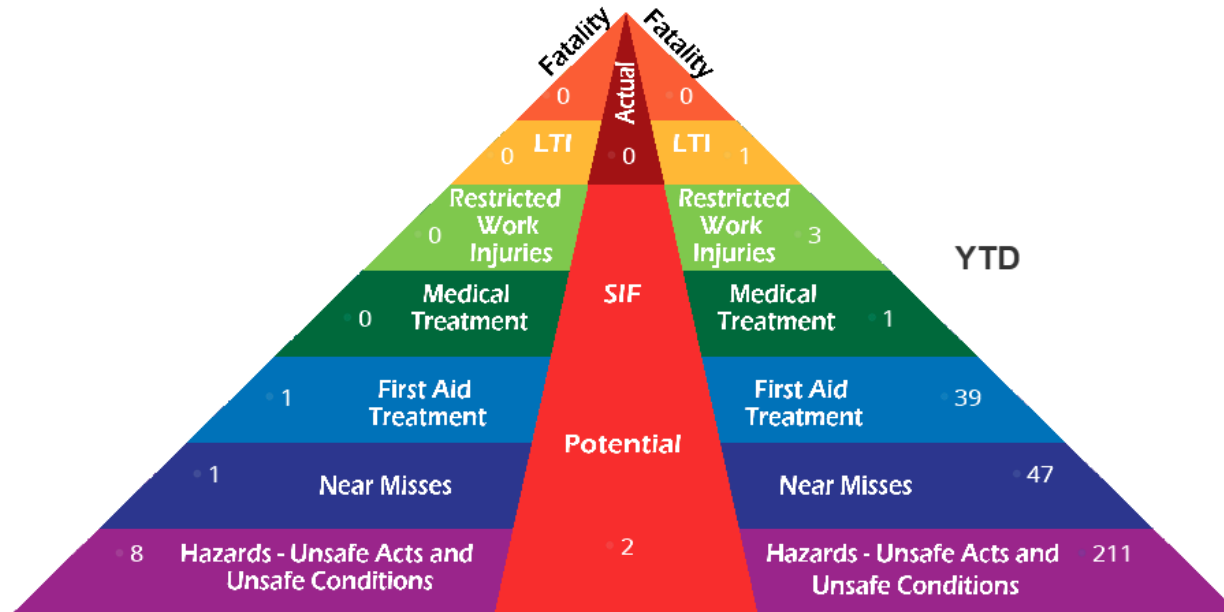 Fatality
Fatality
0
Actual
0
0
LTI
0
LTI
1
0
Restricted
Work
Injuries
Restricted
Work
Injuries
3
YTD
0
Medical
Treatment
SIF
Medical
Treatment
1
1
First Aid
Treatment
First Aid
Treatment
39
Potential
1
Near Misses
Near Misses
47
8
Hazards - Unsafe Acts and
Unsafe Conditions
2
Hazards - Unsafe Acts and
Unsafe Conditions
211